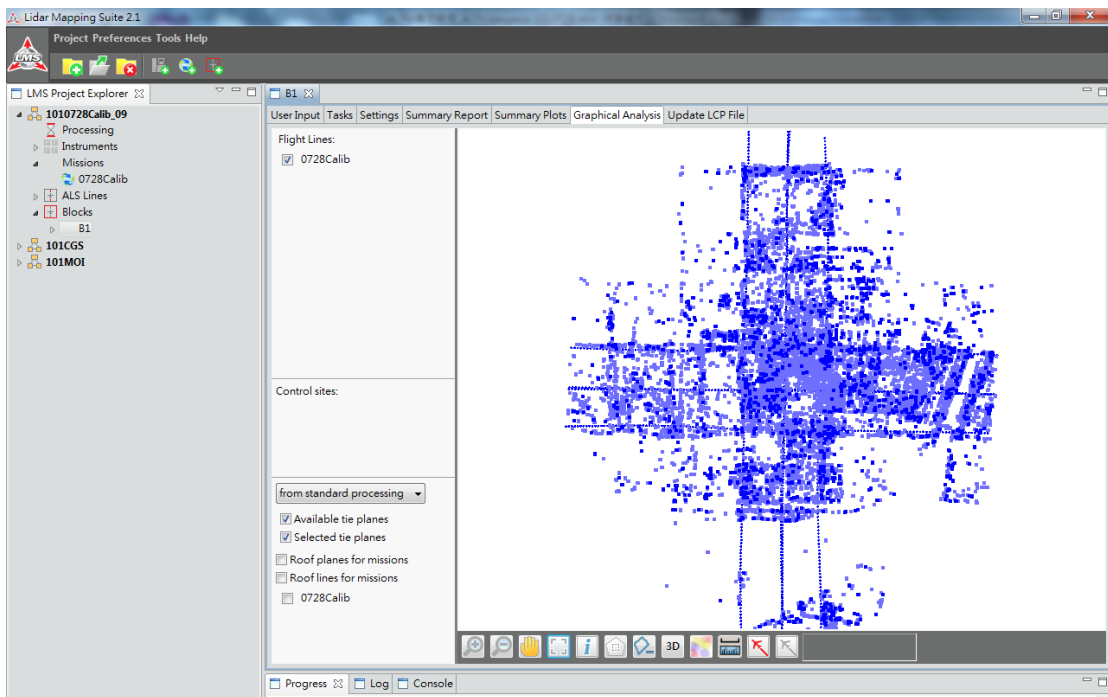 Lidar Mapping Suite 2.1
LMS
Project Preferences Tools Help
LMS Project Explorer
1010728Calib_09
Processing
Instruments
Missions
0728Calib
ALS Lines
Blocks
B1
101CGS
101MOI
B1
User Input Tasks Settings Summary Report Summary Plots Graphical Analysis Update LCP File
Flight Lines:
0728Calib
Control sites:
from standard processing
Available tie planes
Selected tie planes
Roof planes for missions
Roof lines for missions
0728Calib
3D
Progress Log Console